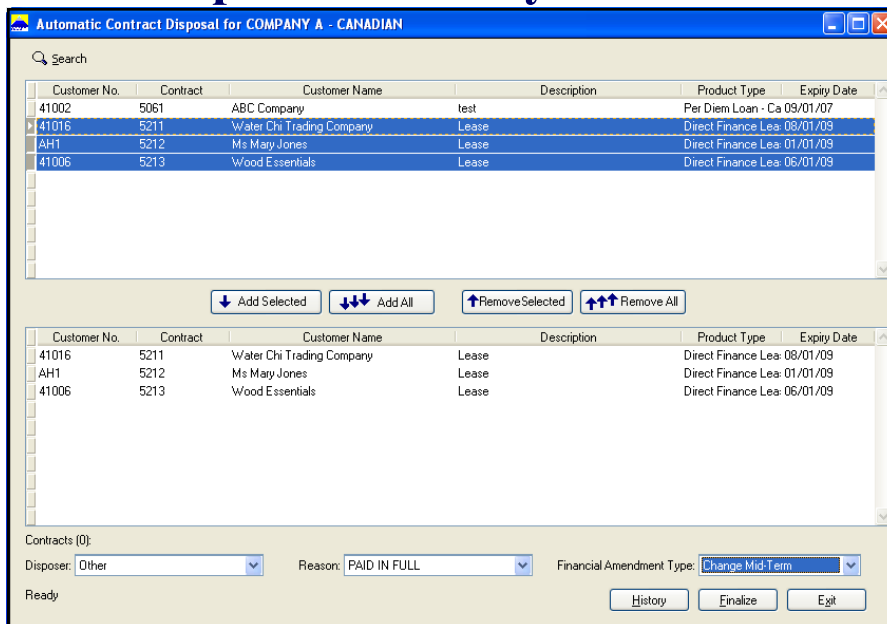 Automatic Contract Disposal for COMPANY A - CANADIAN
Search
Customer No. Contract Customer Name Description Product Type Expiry Date
41002 5061 ABC Company test Per Diem Loan - Ca 09/01/07
41016 5211 Water Chi Trading Company Lease Direct Finance Lea 08/01/09
AH1 5212 Ms Mary Jones Lease Direct Finance Lea 01/01/09
41006 5213 Wood Essentials Lease Direct Finance Lea 06/01/09
Add Selected Add All Remove Selected Remove All
Customer No. Contract Customer Name Description Product Type Expiry Date
41016 5211 Water Chi Trading Company Lease Direct Finance Lea 08/01/09
AH1 5212 Ms Mary Jones Lease Direct Finance Lea 01/01/09
41006 5213 Wood Essentials Lease Direct Finance Lea 06/01/09
Contracts (0):
Disposer: Other Reason: PAID IN FULL Financial Amendment Type: Change Mid-Term
Ready History Finalize Exit